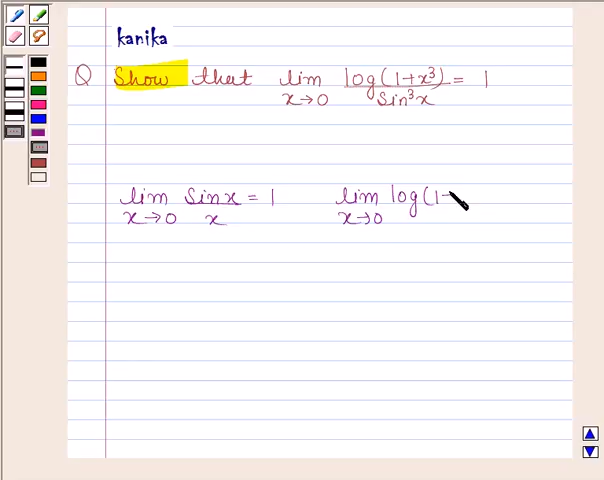 kanika
Q Show that lim x→0 log(1+x³)/Sin³x = 1
lim x→0 Sinx/x = 1 lim x→0 log(1-